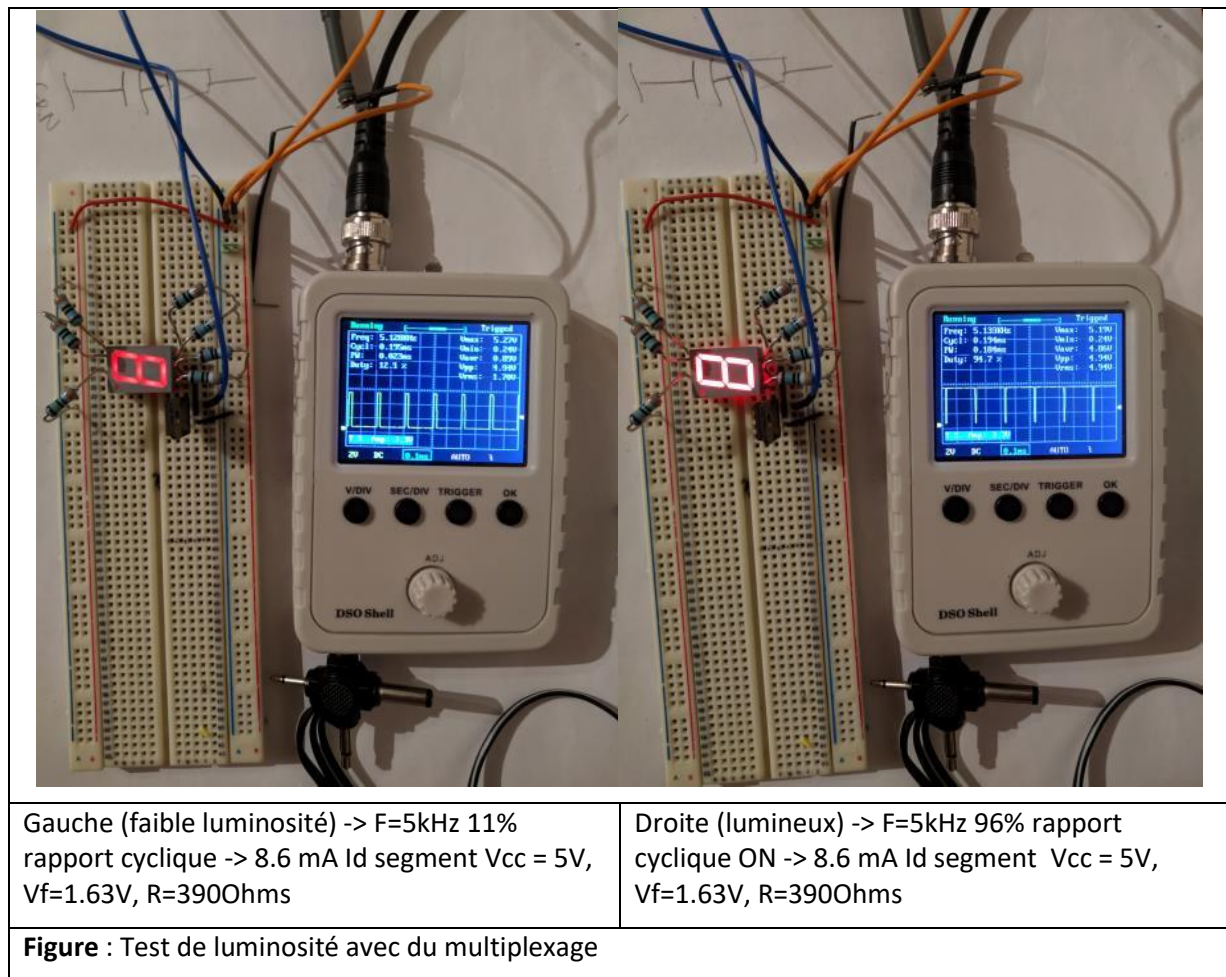 Running Trigged
Freq: 5.128KHz Vmax: 5.27V
Cycl: 0.195ms Vmin: 0.24V
PW: 0.023ms Vavr: 0.89V
Duty: 12.1 % Vpp: 4.94V
Vrms: 1.70V
2V DC 0.1ms AUTO
V/DIV SEC/DIV TRIGGER OK
ADJ
DSO Shell
Running Trigged
Freq: 5.133KHz Vmax: 5.19V
Cycl: 0.194ms Vmin: 0.24V
PW: 0.184ms Vavr: 4.86V
Duty: 94.7 % Vpp: 4.94V
Vrms: 4.94V
2V DC 0.1ms AUTO
V/DIV SEC/DIV TRIGGER OK
ADJ
DSO Shell
Gauche (faible luminosité) -> F=5kHz 11%
rapport cyclique -> 8.6 mA Id segment Vcc = 5V,
Vf=1.63V, R=390Ohms
Droite (lumineux) -> F=5kHz 96% rapport
cyclique ON -> 8.6 mA Id segment Vcc = 5V,
Vf=1.63V, R=390Ohms
Figure : Test de luminosité avec du multiplexage